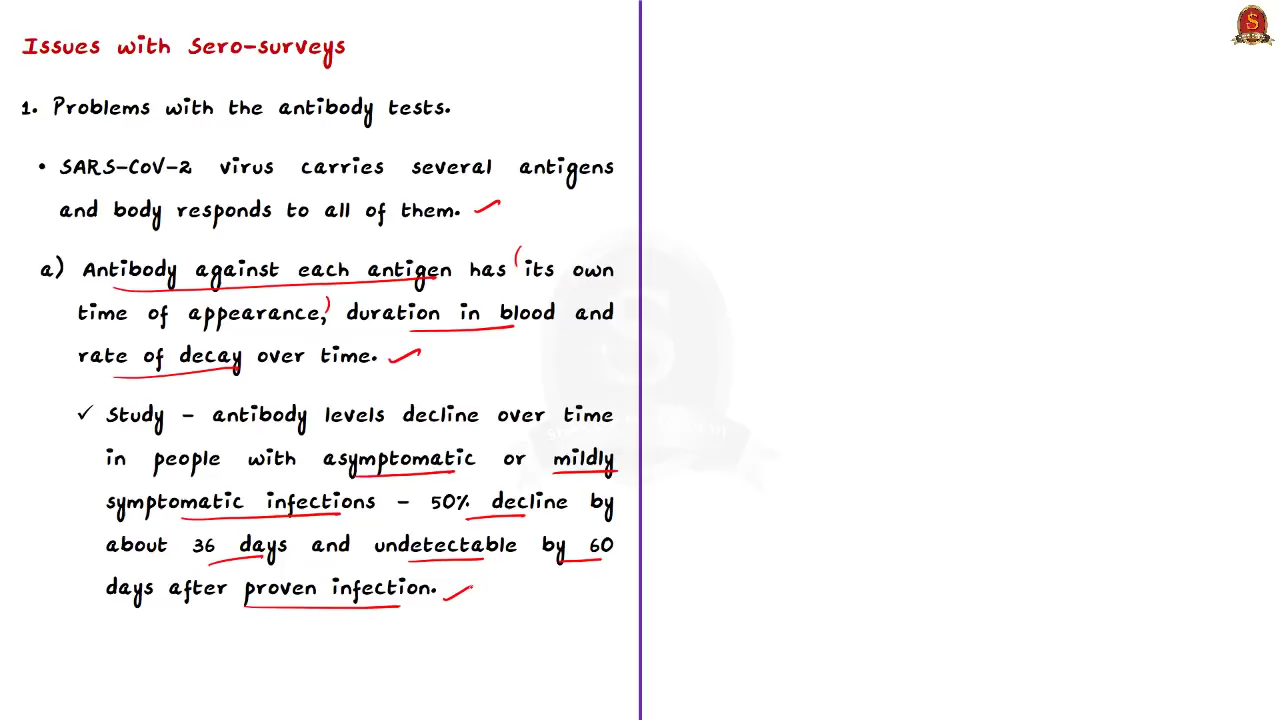 Issues with Sero-surveys
1. Problems with the antibody tests.
• SARS-CoV-2 virus carries several antigens
and body responds to all of them.
a) Antibody against each antigen has its own
time of appearance, duration in blood and
rate of decay over time.
✓ Study - antibody levels decline over time
in people with asymptomatic or mildly
symptomatic infections - 50% decline by
about 36 days and undetectable by 60
days after proven infection.